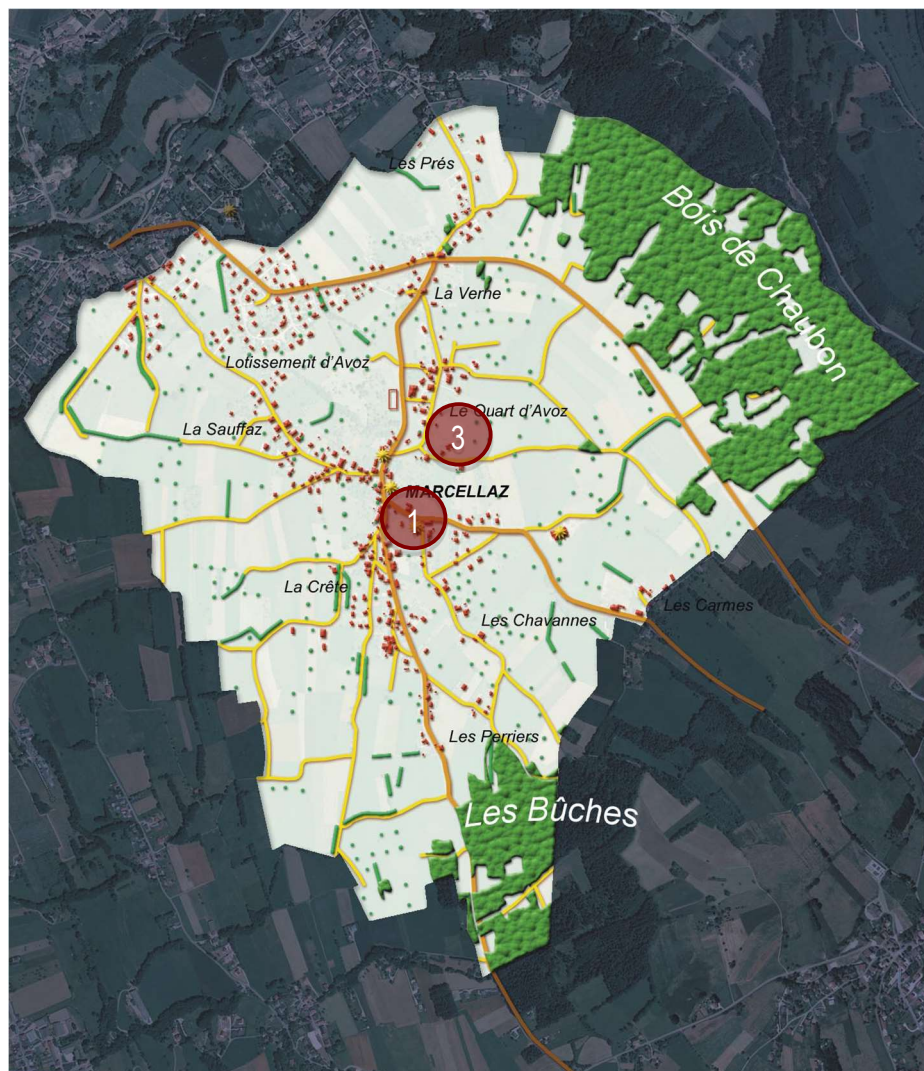 Les Prés
Bois de Chaubon
La Verne
Lotissement d'Avoz
Le Quart d'Avoz
La Sauffaz
3
MARCELLAZ
1
La Crête
Les Carmes
Les Chavannes
Les Perriers
Les Bûches